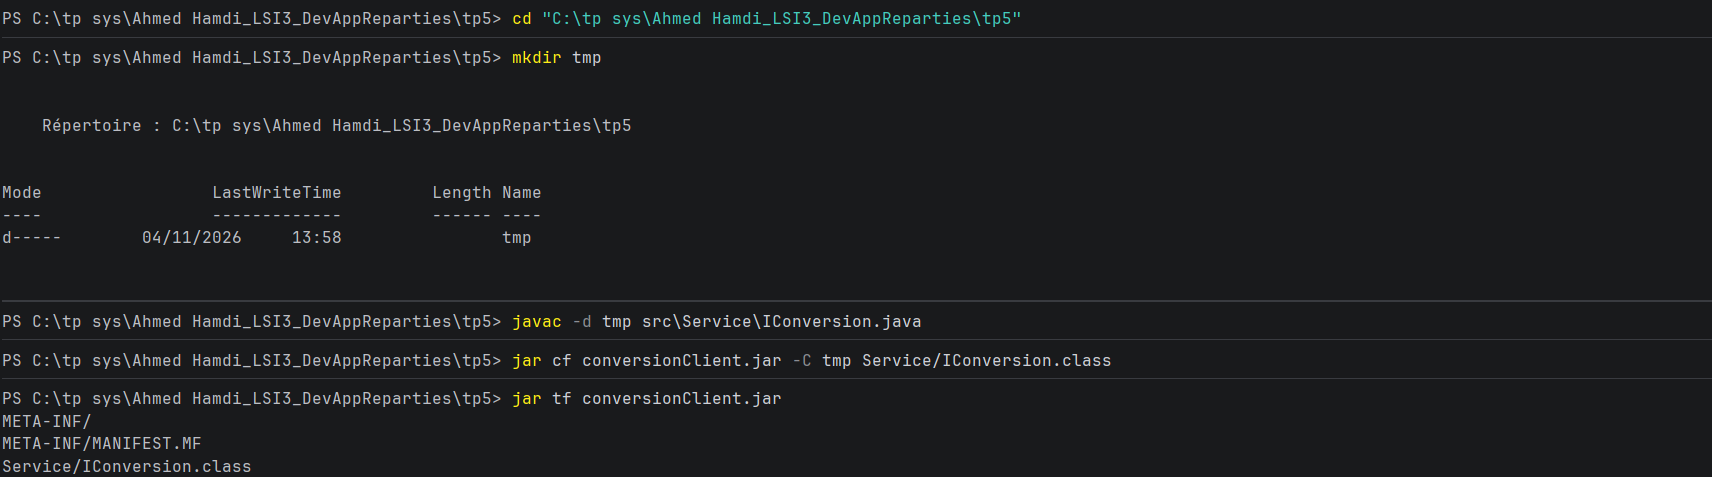 PS C:\tp sys\Ahmed Hamdi_LSI3_DevAppReparties\tp5> cd "C:\tp sys\Ahmed Hamdi_LSI3_DevAppReparties\tp5"
PS C:\tp sys\Ahmed Hamdi_LSI3_DevAppReparties\tp5> mkdir tmp
Répertoire : C:\tp sys\Ahmed Hamdi_LSI3_DevAppReparties\tp5
Mode                 LastWriteTime         Length Name
----                 -------------         ------ ----
d-----        04/11/2026     13:58                tmp
PS C:\tp sys\Ahmed Hamdi_LSI3_DevAppReparties\tp5> javac -d tmp src\Service\IConversion.java
PS C:\tp sys\Ahmed Hamdi_LSI3_DevAppReparties\tp5> jar cf conversionClient.jar -C tmp Service/IConversion.class
PS C:\tp sys\Ahmed Hamdi_LSI3_DevAppReparties\tp5> jar tf conversionClient.jar
META-INF/
META-INF/MANIFEST.MF
Service/IConversion.class